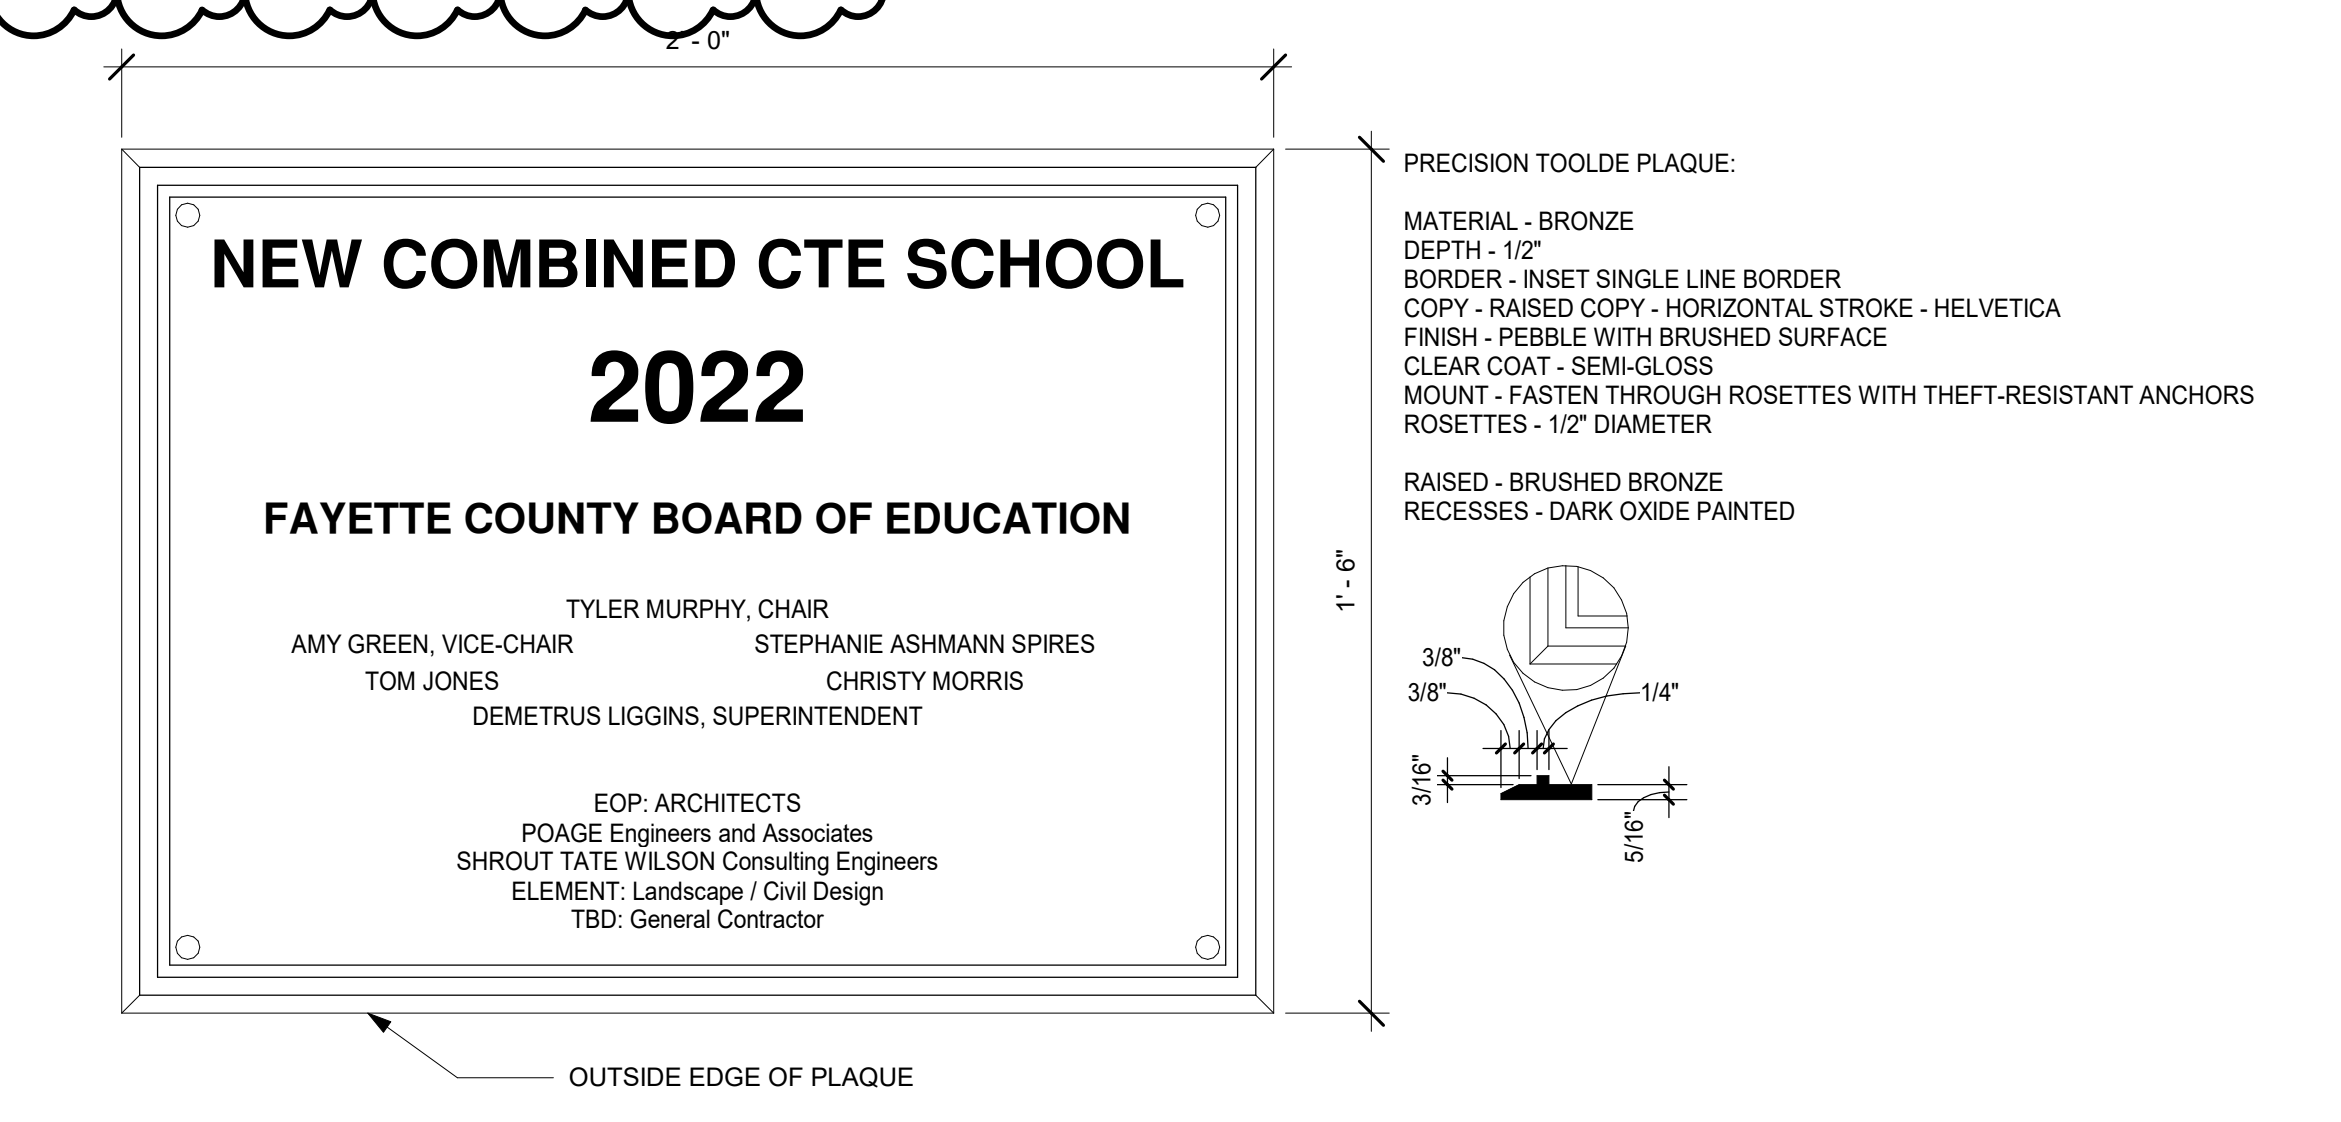 2' - 0"
NEW COMBINED CTE SCHOOL
2022
FAYETTE COUNTY BOARD OF EDUCATION
TYLER MURPHY, CHAIR
AMY GREEN, VICE-CHAIR STEPHANIE ASHMANN SPIRES
TOM JONES CHRISTY MORRIS
DEMETRUS LIGGINS, SUPERINTENDENT
EOP: ARCHITECTS
POAGE Engineers and Associates
SHROUT TATE WILSON Consulting Engineers
ELEMENT: Landscape / Civil Design
TBD: General Contractor
OUTSIDE EDGE OF PLAQUE
1' - 6"
PRECISION TOOLDE PLAQUE:
MATERIAL - BRONZE
DEPTH - 1/2"
BORDER - INSET SINGLE LINE BORDER
COPY - RAISED COPY - HORIZONTAL STROKE - HELVETICA
FINISH - PEBBLE WITH BRUSHED SURFACE
CLEAR COAT - SEMI-GLOSS
MOUNT - FASTEN THROUGH ROSETTES WITH THEFT-RESISTANT ANCHORS
ROSETTES - 1/2" DIAMETER
RAISED - BRUSHED BRONZE
RECESSES - DARK OXIDE PAINTED
3/8"
3/8"
1/4"
3/16"
5/16"